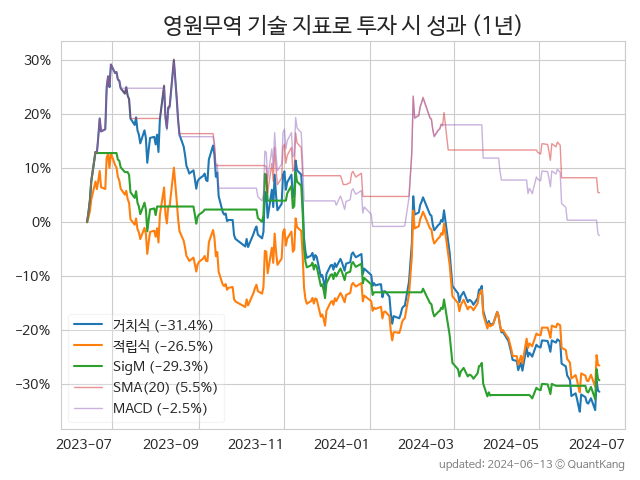 영원무역 기술 지표로 투자 시 성과 (1년)
30%
20%
10%
0%
−10%
−20%
−30%
거치식 (−31.4%)
적립식 (−26.5%)
SigM (−29.3%)
SMA(20) (5.5%)
MACD (−2.5%)
2023-07 2023-09 2023-11 2024-01 2024-03 2024-05 2024-07
updated: 2024-06-13 © QuantKang